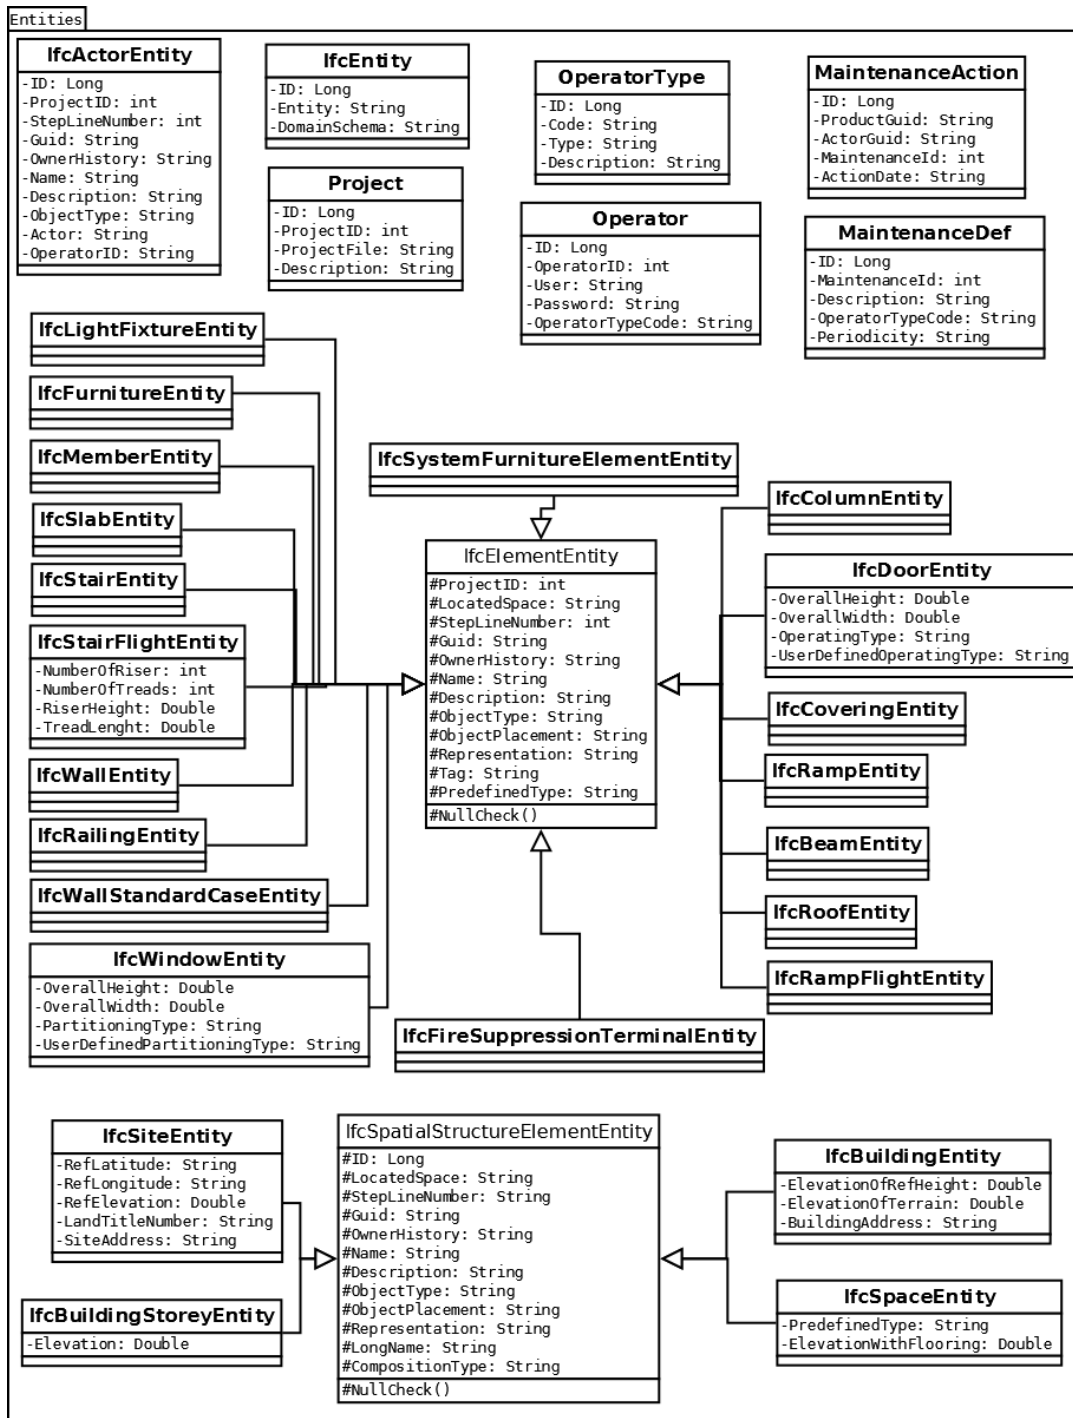 Entities
IfcActorEntity
-ID: Long
-ProjectID: int
-StepLineNumber: int
-Guid: String
-OwnerHistory: String
-Name: String
-Description: String
-ObjectType: String
-Actor: String
-OperatorID: String
IfcEntity
-ID: Long
-Entity: String
-DomainSchema: String
Project
-ID: Long
-ProjectID: int
-ProjectFile: String
-Description: String
OperatorType
-ID: Long
-Code: String
-Type: String
-Description: String
Operator
-ID: Long
-OperatorID: int
-User: String
-Password: String
-OperatorTypeCode: String
MaintenanceAction
-ID: Long
-ProductGuid: String
-ActorGuid: String
-MaintenanceId: int
-ActionDate: String
MaintenanceDef
-ID: Long
-MaintenanceId: int
-Description: String
-OperatorTypeCode: String
-Periodicity: String
IfcLightFixtureEntity
IfcFurnitureEntity
IfcMemberEntity
IfcSlabEntity
IfcStairEntity
IfcStairFlightEntity
-NumberOfRiser: int
-NumberOfTreads: int
-RiserHeight: Double
-TreadLenght: Double
IfcWallEntity
IfcRailingEntity
IfcWallStandardCaseEntity
IfcWindowEntity
-OverallHeight: Double
-OverallWidth: Double
-PartitioningType: String
-UserDefinedPartitioningType: String
IfcSystemFurnitureElementEntity
IfcElementEntity
#ProjectID: int
#LocatedSpace: String
#StepLineNumber: int
#Guid: String
#OwnerHistory: String
#Name: String
#Description: String
#ObjectType: String
#ObjectPlacement: String
#Representation: String
#Tag: String
#PredefinedType: String
#NullCheck()
IfcFireSuppressionTerminalEntity
IfcColumnEntity
IfcDoorEntity
-OverallHeight: Double
-OverallWidth: Double
-OperatingType: String
-UserDefinedOperatingType: String
IfcCoveringEntity
IfcRampEntity
IfcBeamEntity
IfcRoofEntity
IfcRampFlightEntity
IfcSiteEntity
-RefLatitude: String
-RefLongitude: String
-RefElevation: Double
-LandTitleNumber: String
-SiteAddress: String
IfcBuildingStoreyEntity
-Elevation: Double
IfcSpatialStructureElementEntity
#ID: Long
#LocatedSpace: String
#StepLineNumber: String
#Guid: String
#OwnerHistory: String
#Name: String
#Description: String
#ObjectType: String
#ObjectPlacement: String
#Representation: String
#LongName: String
#CompositionType: String
#NullCheck()
IfcBuildingEntity
-ElevationOfRefHeight: Double
-ElevationOfTerrain: Double
-BuildingAddress: String
IfcSpaceEntity
-PredefinedType: String
-ElevationWithFlooring: Double